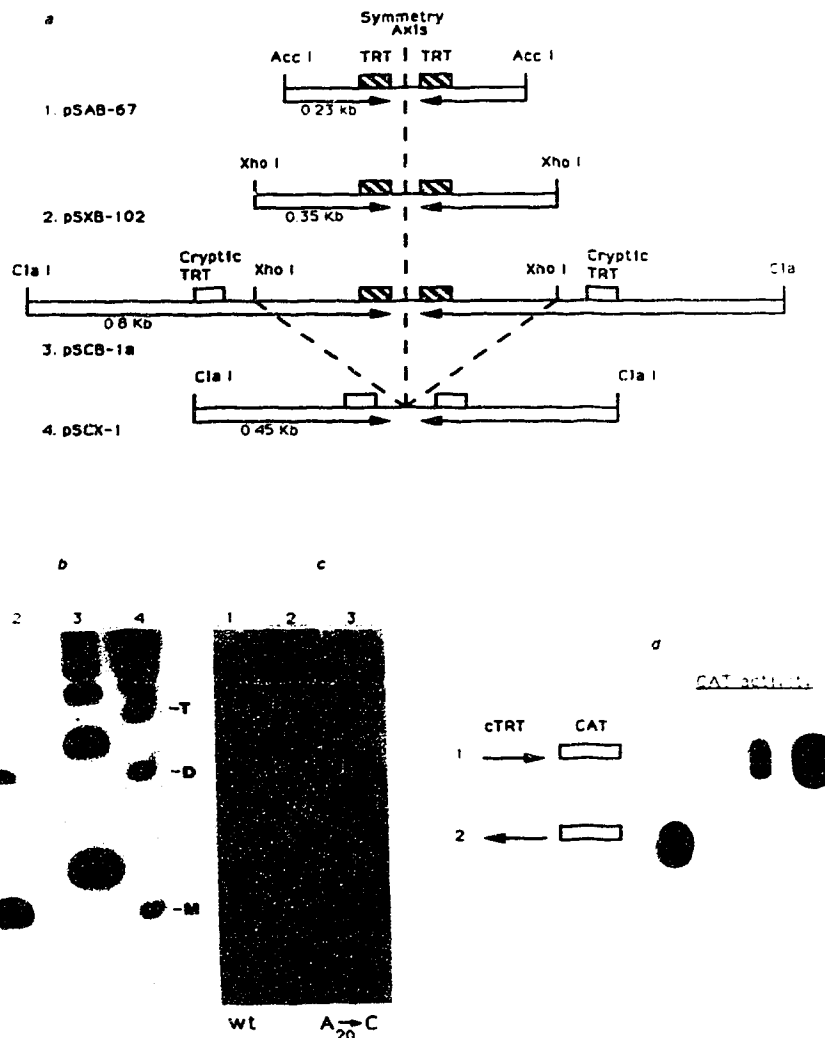 a
Symmetry
Axis
Acc I TRT TRT Acc I
0.23 Kb
1. pSAB-67
Xho I Xho I
0.35 Kb
2. pSXB-102
Cla I Cryptic TRT Xho I Xho I Cryptic TRT Cla
0.8 Kb
3. pSCB-1a
Cla I Cla I
0.45 Kb
4. pSCX-1
b c
2 3 4 1 2 3
-T
-D
-M
wt A20→C
d
CAT
cTRT CAT
1
2